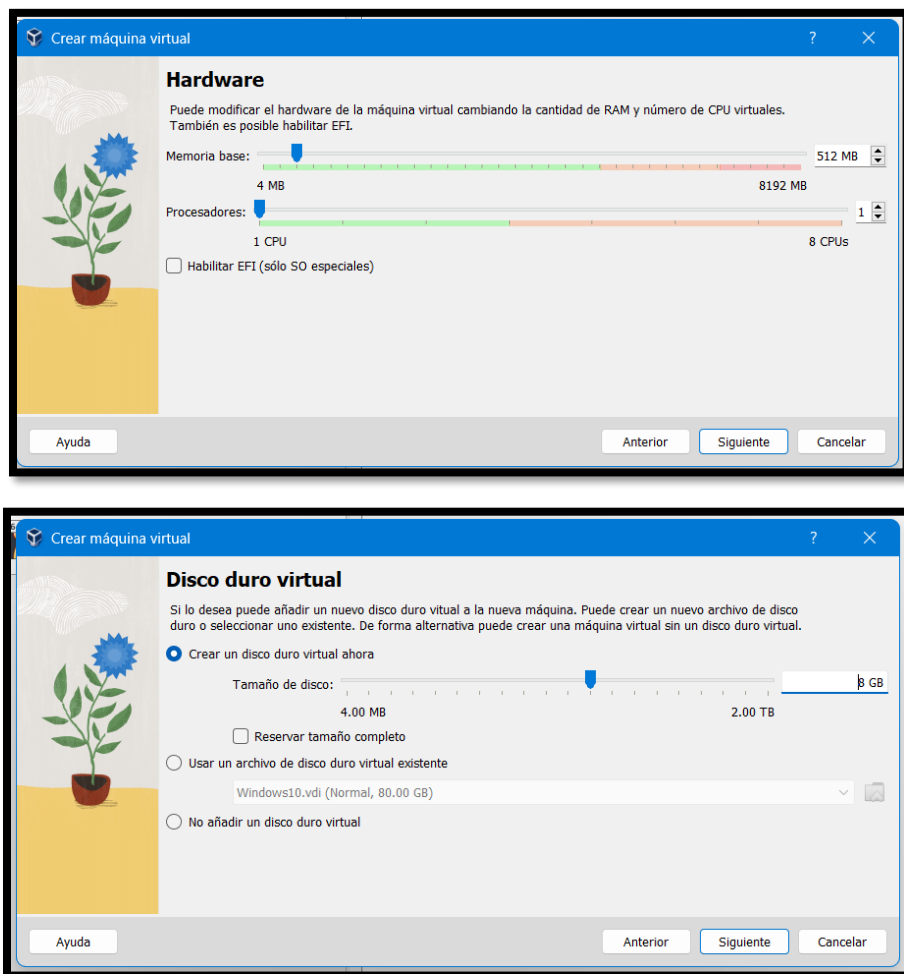 Crear máquina virtual
Hardware
Puede modificar el hardware de la máquina virtual cambiando la cantidad de RAM y número de CPU virtuales.
También es posible habilitar EFI.
Memoria base:
512 MB
4 MB
8192 MB
Procesadores:
1
1 CPU
8 CPUs
Habilitar EFI (sólo SO especiales)
Ayuda
Anterior
Siguiente
Cancelar
Crear máquina virtual
Disco duro virtual
Si lo desea puede añadir un nuevo disco duro vitual a la nueva máquina. Puede crear un nuevo archivo de disco
duro o seleccionar uno existente. De forma alternativa puede crear una máquina virtual sin un disco duro virtual.
Crear un disco duro virtual ahora
Tamaño de disco:
8 GB
4.00 MB
2.00 TB
Reservar tamaño completo
Usar un archivo de disco duro virtual existente
Windows10.vdi (Normal, 80.00 GB)
No añadir un disco duro virtual
Ayuda
Anterior
Siguiente
Cancelar